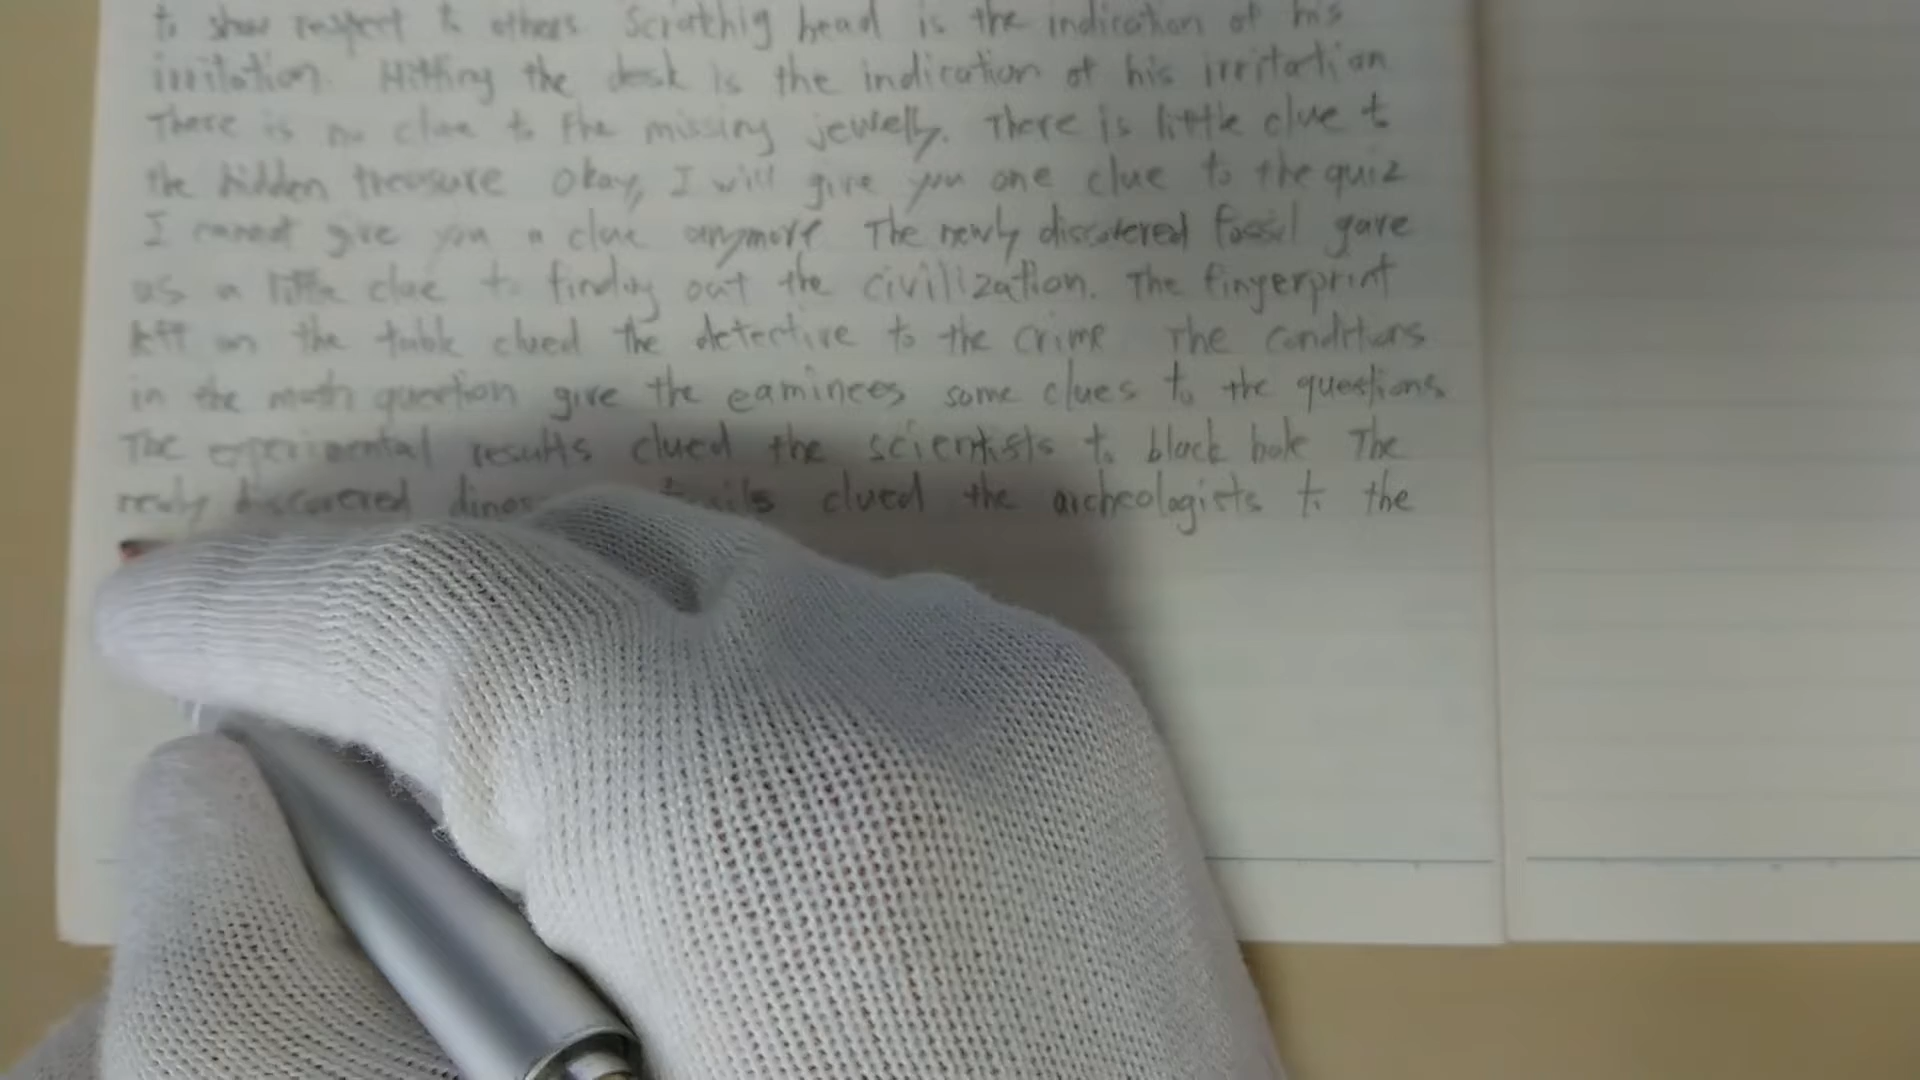 to show respect to others Scrathig head is the indication of his
irritation. Hitting the desk is the indication of his irritation
There is no clue to the missing jewelly. There is little clue to
the hidden treasure Okay, I will give you one clue to the quiz
I cannot give you a clue anymore The newly discovered fossil gave
us a little clue to finding out the civilization. The fingerprint
left on the table clued the detective to the crime The conditions
in the math question give the eaminees some clues to the questions.
The experimental results clued the scientists to black hole The
newly discovered clued the archeologists to the